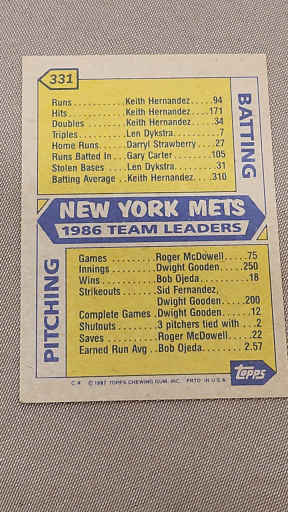 331
BATTING
Runs..........Keith Hernandez.....94
Hits............Keith Hernandez....171
Doubles.......Keith Hernandez.....34
Triples.........Len Dykstra............7
Home Runs...Darryl Strawberry....27
Runs Batted In..Gary Carter.........105
Stolen Bases...Len Dykstra...........31
Batting Average..Keith Hernandez....310
NEW YORK METS
1986 TEAM LEADERS
PITCHING
Games.........Roger McDowell.....75
Innings.........Dwight Gooden.....250
Wins...........Bob Ojeda............18
Strikeouts......Sid Fernandez,
Dwight Gooden.....200
Complete Games.Dwight Gooden......12
Shutouts........3 pitchers tied with...2
Saves..........Roger McDowell.....22
Earned Run Avg..Bob Ojeda........2.57
C 4 © 1987 TOPPS CHEWING GUM, INC. PRTD. IN U.S.A.
Topps